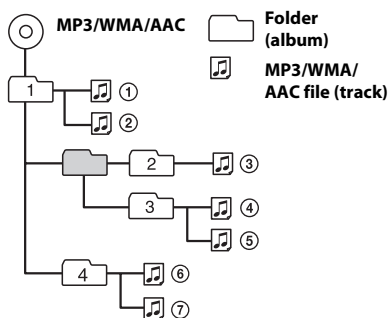 MP3/WMA/AAC
Folder
(album)
MP3/WMA/
AAC file (track)
1
①
②
2
③
3
④
⑤
4
⑥
⑦